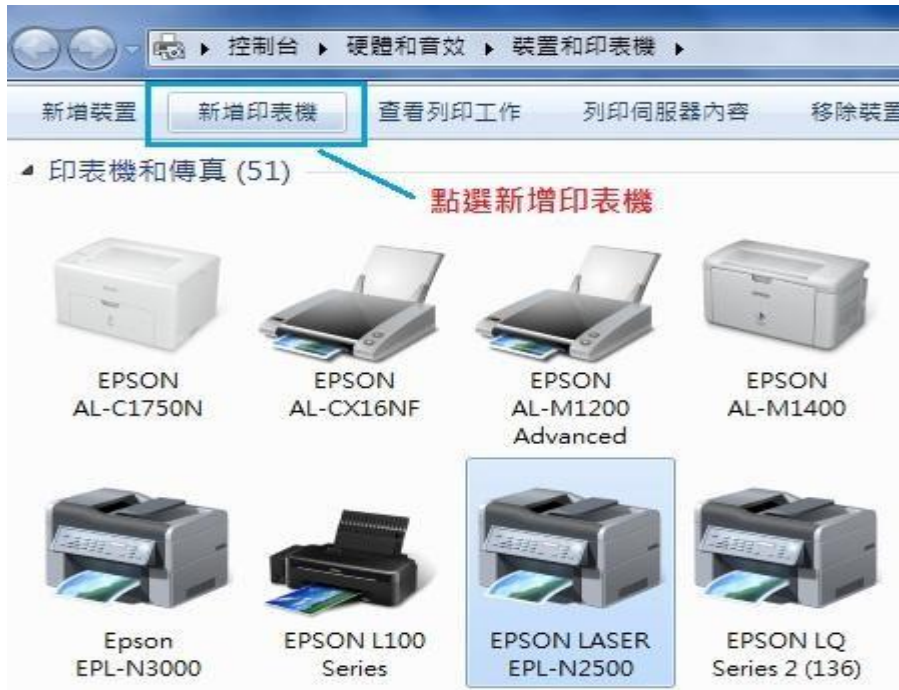 控制台 ▸ 硬體和音效 ▸ 裝置和印表機 ▸
新增裝置 新增印表機 查看列印工作 列印伺服器內容 移除裝置
印表機和傳真 (51)
點選新增印表機
EPSON
AL-C1750N
EPSON
AL-CX16NF
EPSON
AL-M1200
Advanced
EPSON
AL-M1400
Epson
EPL-N3000
EPSON L100
Series
EPSON LASER
EPL-N2500
EPSON LQ
Series 2 (136)